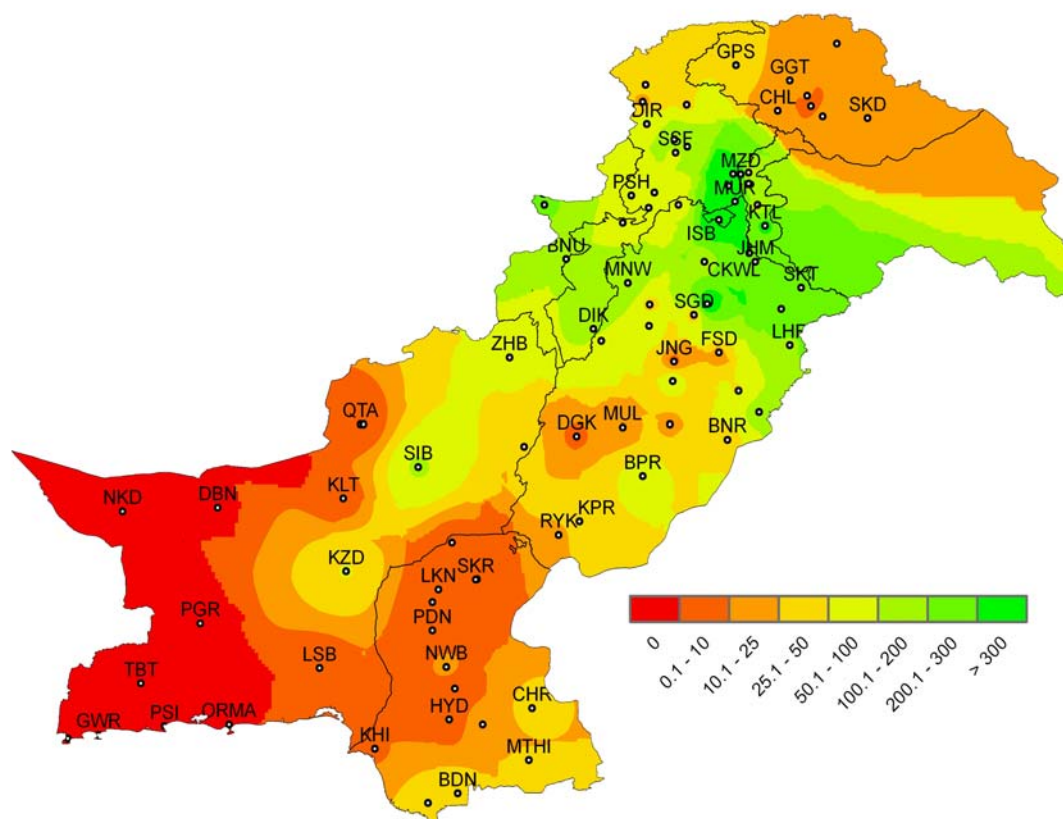 GPS
GGT
CHL
SKD
DIR
SSF
MZD
PSH
MUR
KTL
ISB
BNU
JHM
MNW
CKWL
SKT
SGD
DIK
ZHB
FSD
LHR
JNG
QTA
DGK
MUL
BNR
SIB
BPR
KLT
NKD
DBN
KPR
RYK
KZD
SKR
LKN
PGR
PDN
LSB
NWB
TBT
CHR
GWR
PSI
ORMA
HYD
KHI
MTHI
BDN
0
0.1 - 10
10.1 - 25
25.1 - 50
50.1 - 100
100.1 - 200
200.1 - 300
> 300